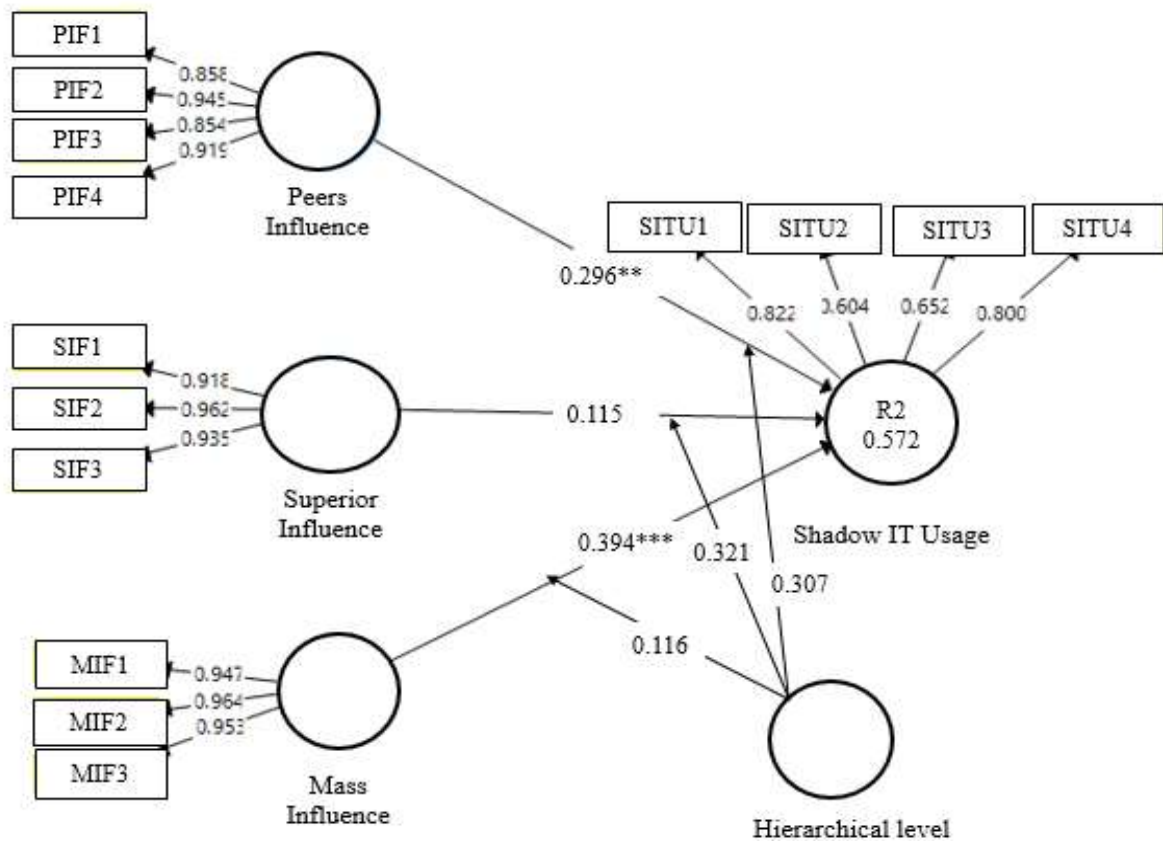 PIF1
PIF2
PIF3
PIF4
0.858
0.945
0.854
0.919
Peers
Influence
0.296**
SITU1
SITU2
SITU3
SITU4
0.822
0.604
0.652
0.800
SIF1
SIF2
SIF3
0.918
0.962
0.935
Superior
Influence
0.115
R2
0.572
Shadow IT Usage
0.394***
0.321
0.307
0.116
MIF1
MIF2
MIF3
0.947
0.964
0.953
Mass
Influence
Hierarchical level